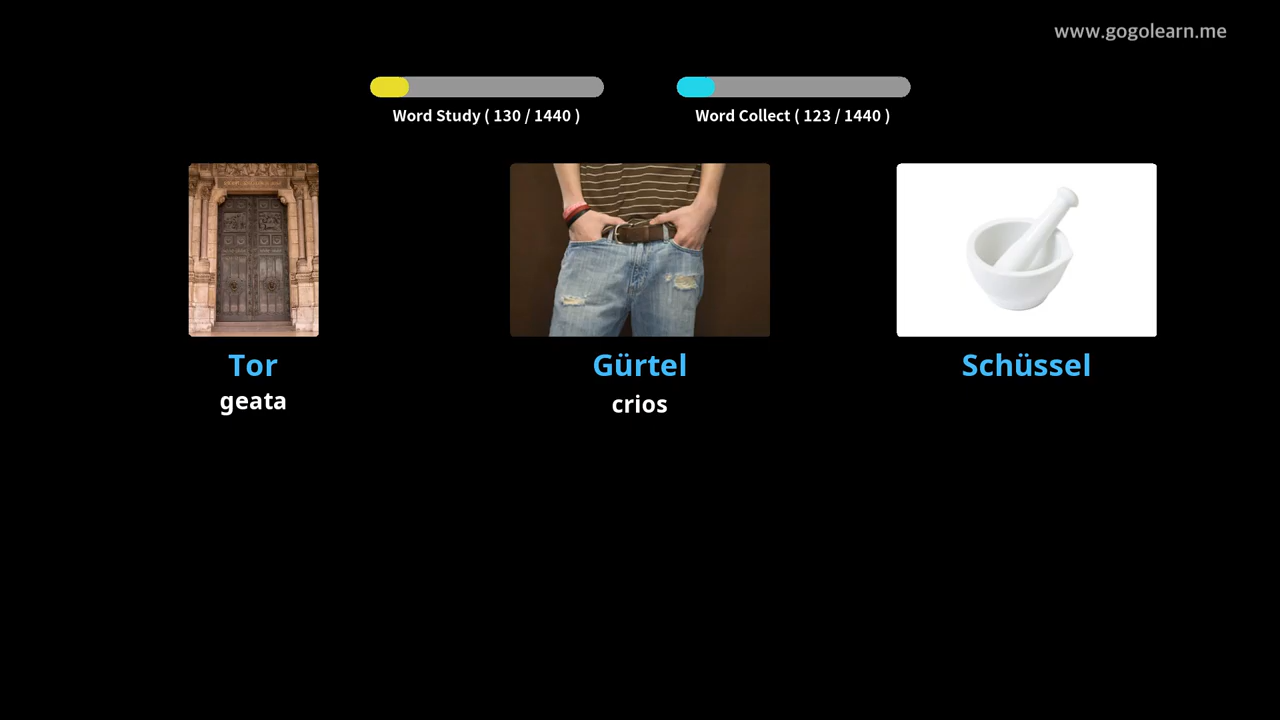 www.gogolearn.me
Word Study ( 130 / 1440 )
Word Collect ( 123 / 1440 )
Tor
geata
Gürtel
crios
Schüssel